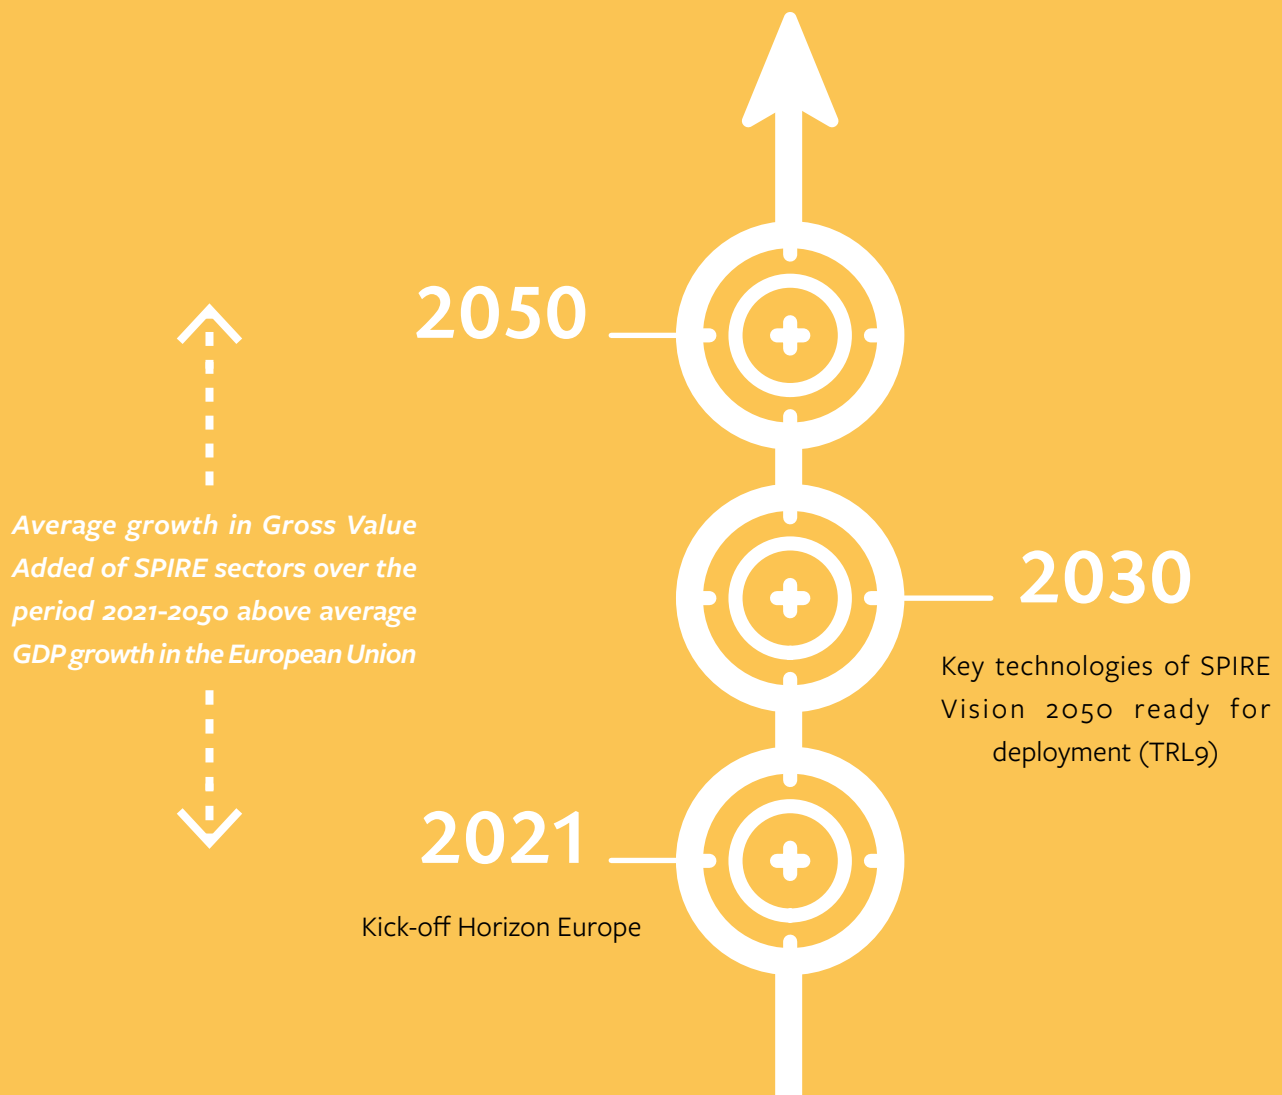 2050
Average growth in Gross Value
Added of SPIRE sectors over the
period 2021-2050 above average
GDP growth in the European Union
2030
Key technologies of SPIRE
Vision 2050 ready for
deployment (TRL9)
2021
Kick-off Horizon Europe